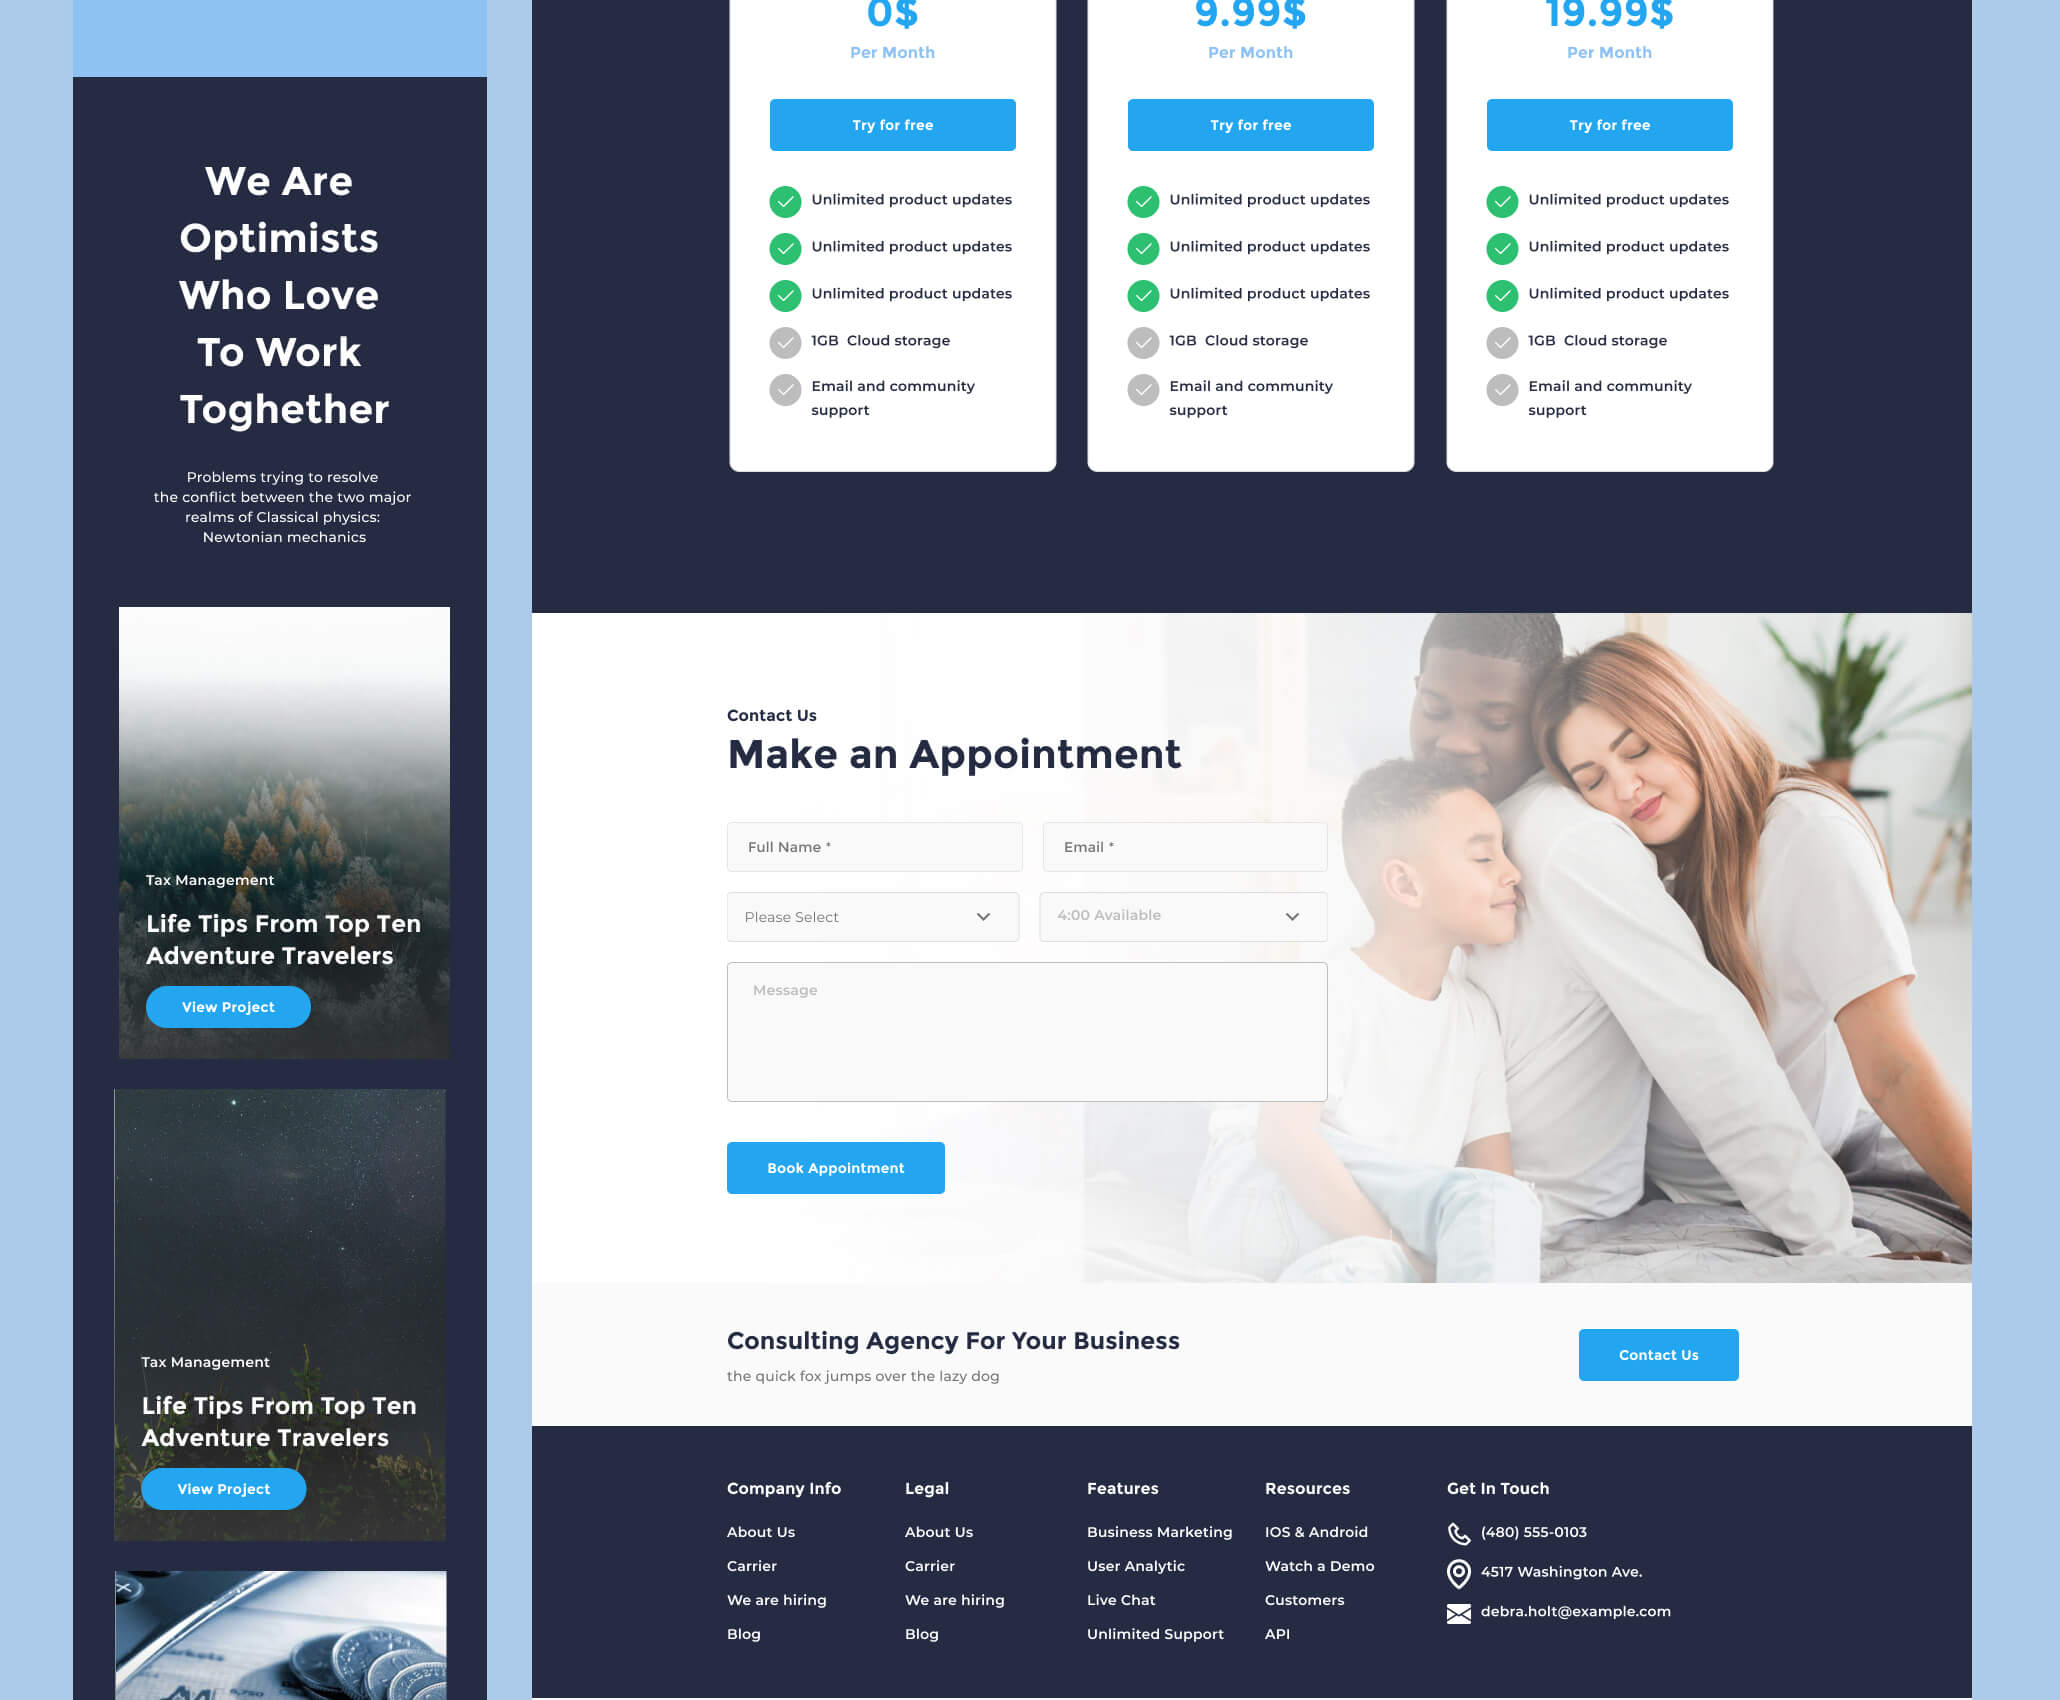 We Are
Optimists
Who Love
To Work
Toghether
Problems trying to resolve
the conflict between the two major
realms of Classical physics:
Newtonian mechanics
Tax Management
Life Tips From Top Ten
Adventure Travelers
View Project
Tax Management
Life Tips From Top Ten
Adventure Travelers
View Project
0$
Per Month
Try for free
Unlimited product updates
Unlimited product updates
Unlimited product updates
1GB  Cloud storage
Email and community
support
9.99$
Per Month
Try for free
Unlimited product updates
Unlimited product updates
Unlimited product updates
1GB  Cloud storage
Email and community
support
19.99$
Per Month
Try for free
Unlimited product updates
Unlimited product updates
Unlimited product updates
1GB  Cloud storage
Email and community
support
Contact Us
Make an Appointment
Full Name *
Email *
Please Select
4:00 Available
Message
Book Appointment
Consulting Agency For Your Business
the quick fox jumps over the lazy dog
Contact Us
Company Info
About Us
Carrier
We are hiring
Blog
Legal
About Us
Carrier
We are hiring
Blog
Features
Business Marketing
User Analytic
Live Chat
Unlimited Support
Resources
IOS & Android
Watch a Demo
Customers
API
Get In Touch
(480) 555-0103
4517 Washington Ave.
debra.holt@example.com